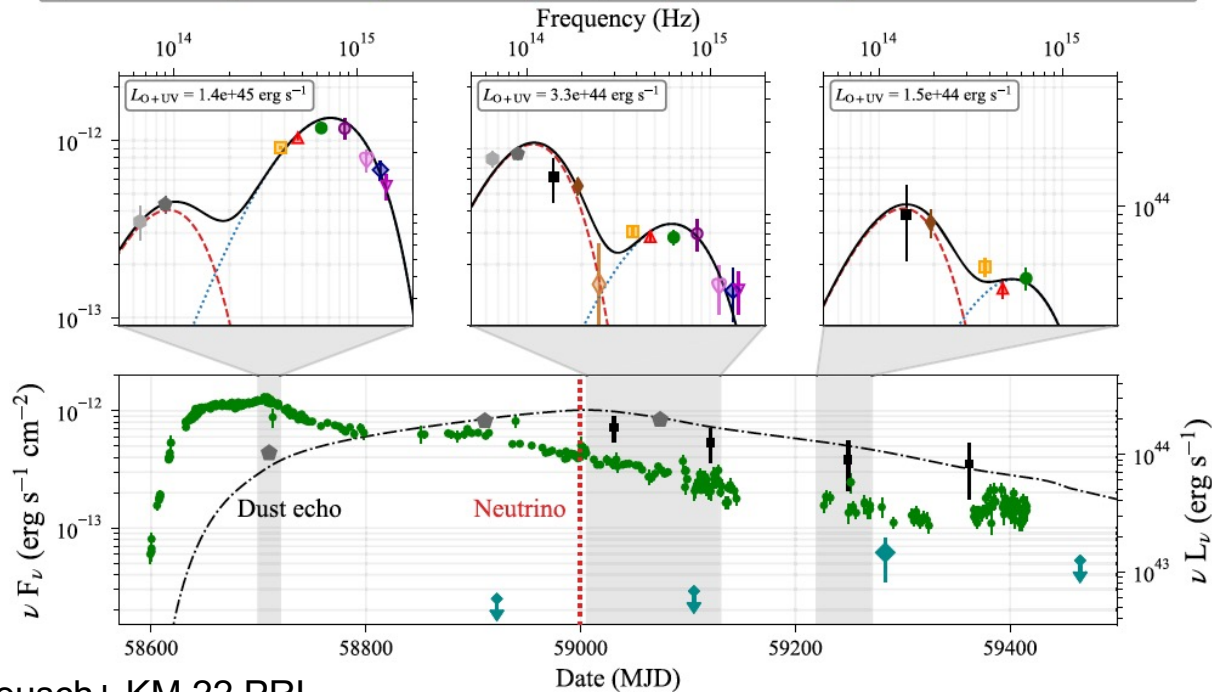 Frequency (Hz)
10^14 10^15 10^14 10^15 10^14 10^15
L_O+UV = 1.4e+45 erg s^−1
L_O+UV = 3.3e+44 erg s^−1
L_O+UV = 1.5e+44 erg s^−1
10^−12
10^−13
10^44
ν F_ν (erg s^−1 cm^−2)
10^−12
10^−13
Dust echo
Neutrino
10^44
10^43
ν L_ν (erg s^−1)
58600 58800 59000 59200 59400
Date (MJD)
KM 22 PRL